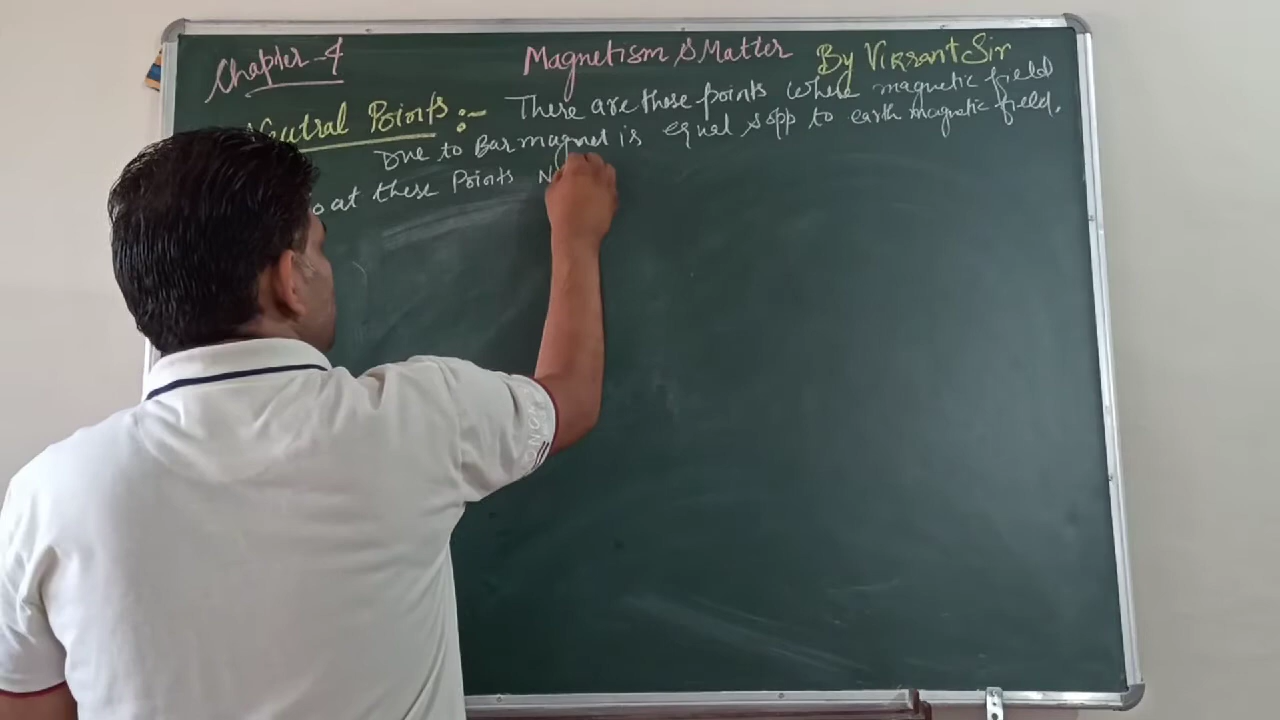 Chapter-4 Magnetism & Matter By Vikrant Sir
Neutral Points :- There are those points where magnetic field
Due to Bar magnet is equal & opp to earth magnetic field.
at these Points N